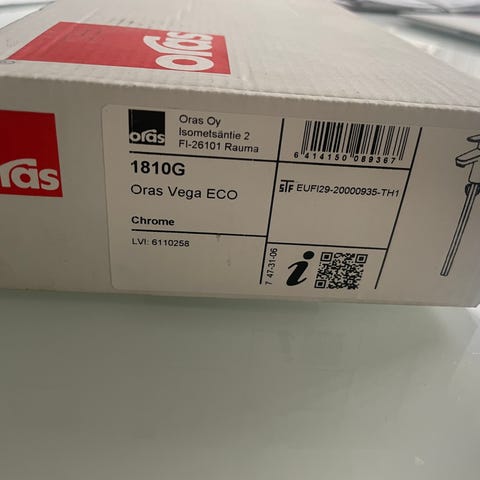 oras
oras
oras
Oras Oy
Isometsäntie 2
FI-26101 Rauma
1810G
Oras Vega ECO
Chrome
LVI: 6110258
6 414150 089367
STF EUFI29-20000935-TH1
7 47-31-06
i